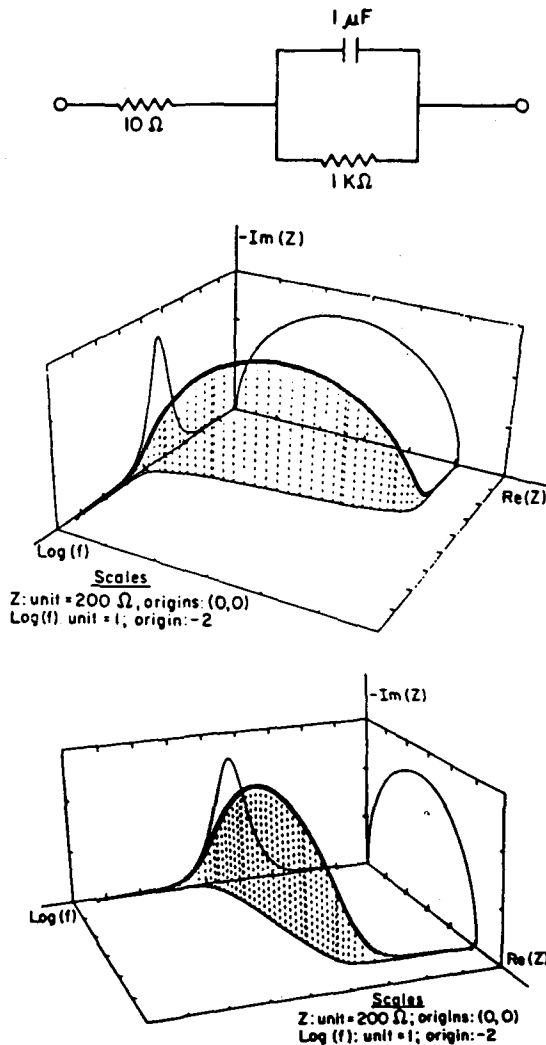 1 μF
10 Ω
1 KΩ
-Im(Z)
Re(Z)
Log(f)
Scales
Z: unit = 200 Ω, origins: (0,0)
Log(f) unit = 1; origin: -2
-Im(Z)
Log(f)
Re(Z)
Scales
Z: unit = 200 Ω; origins: (0,0)
Log (f): unit = 1; origin: -2